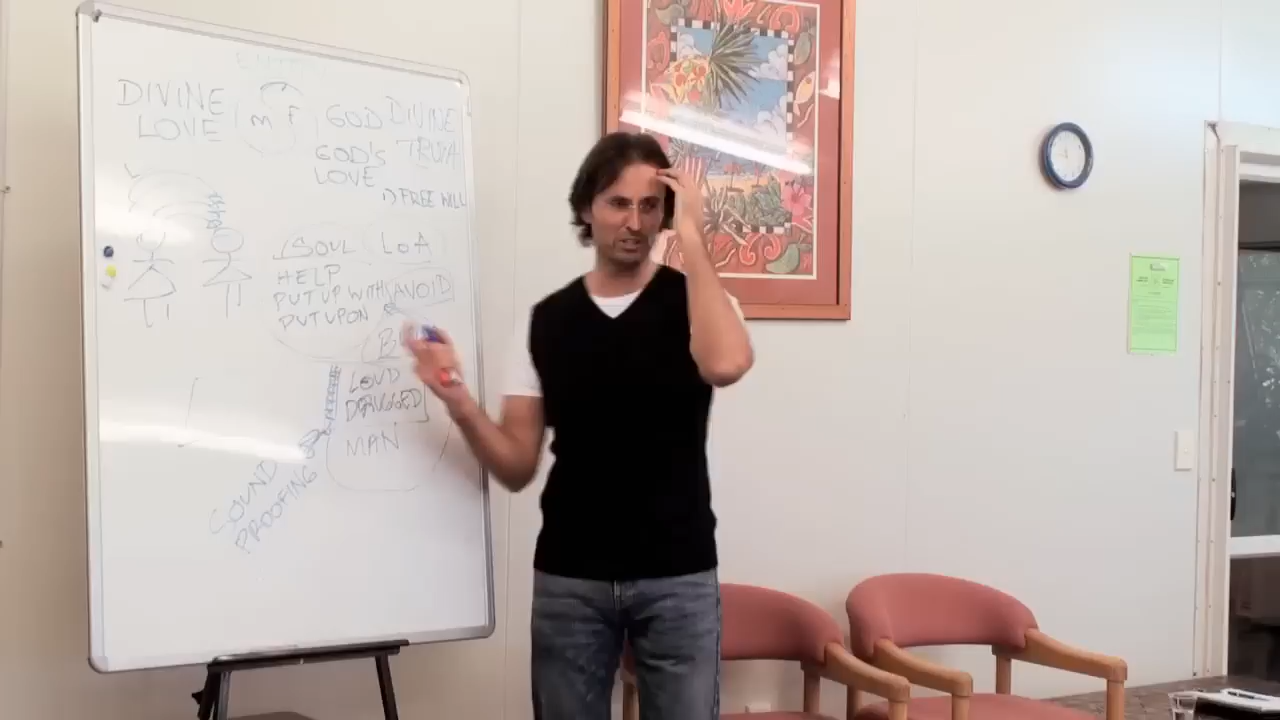 DIVINE
LOVE
M F
GOD DIVINE
GOD'S TRUTH
LOVE
1) FREE WILL
SOUL LOA
HELP
PUT UP WITH AVOID
PUT UPON
LOUD
DRUGGED
MAN
SOUND
PROOFING